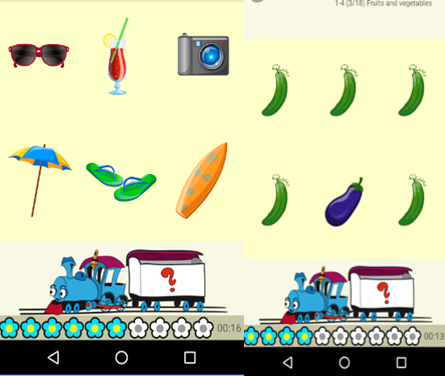 1-4 (3/18) Fruits and vegetables
?
00:16
?
00:13